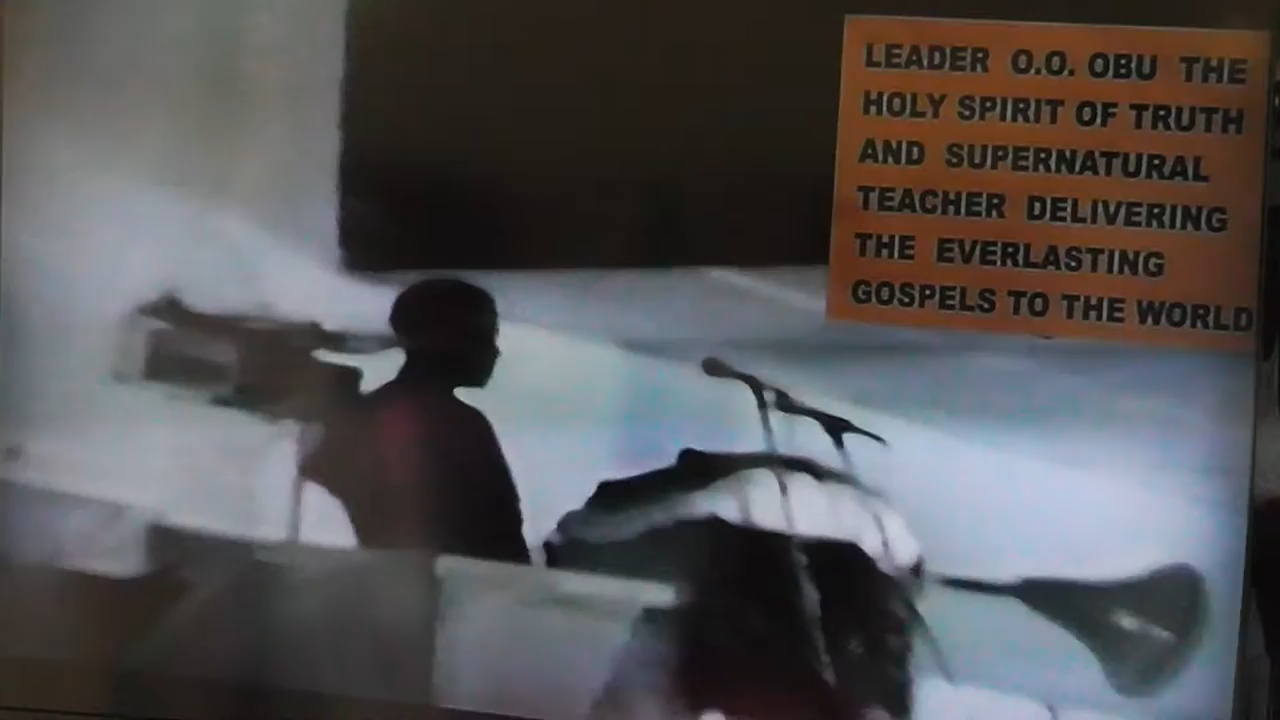 LEADER O.O. OBU THE
HOLY SPIRIT OF TRUTH
AND SUPERNATURAL
TEACHER DELIVERING
THE EVERLASTING
GOSPELS TO THE WORLD